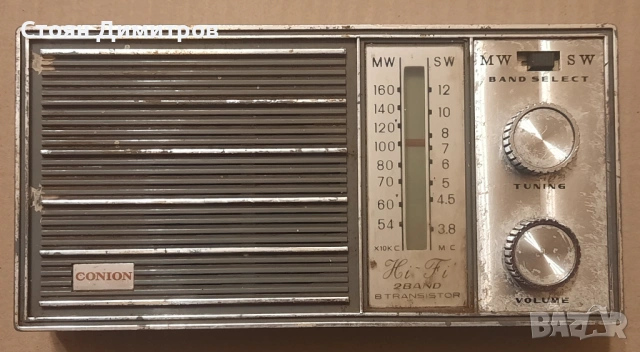 Стоян Димитров
MW SW
BAND SELECT
MW SW
160 12
140 10
120 8
100 7
80 6
70 5
60 4.5
54 3.8
X10KC M.C
Hi-Fi
2BAND
8 TRANSISTOR
TUNING
VOLUME
CONION
bazar